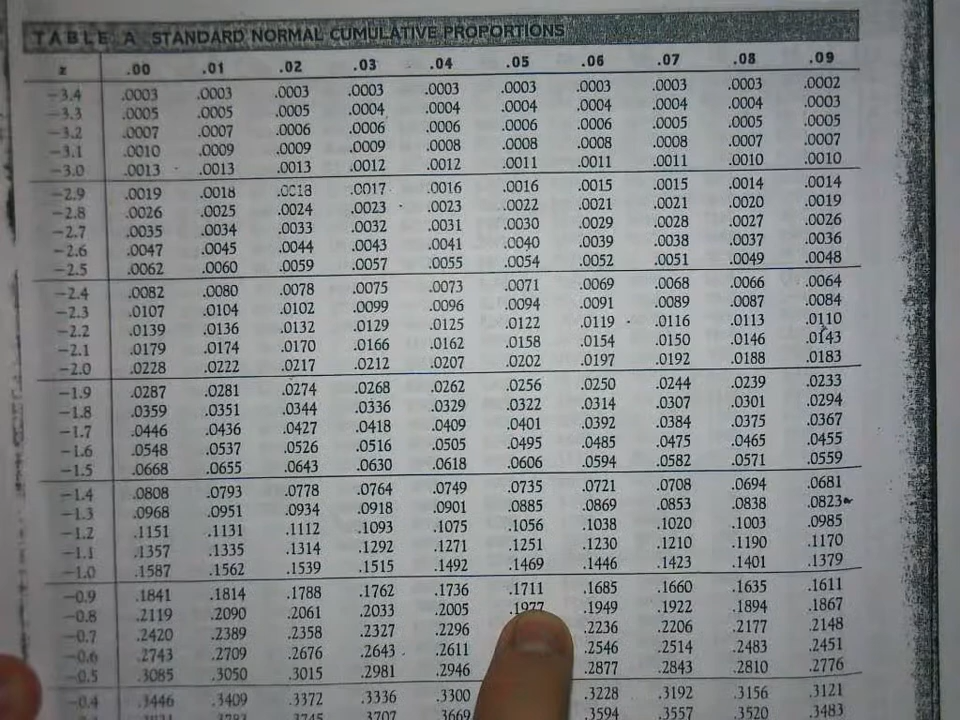 TABLE A STANDARD NORMAL CUMULATIVE PROPORTIONS
z .00 .01 .02 .03 .04 .05 .06 .07 .08 .09
−3.4 .0003 .0003 .0003 .0003 .0003 .0003 .0003 .0003 .0003 .0002
−3.3 .0005 .0005 .0005 .0004 .0004 .0004 .0004 .0004 .0004 .0003
−3.2 .0007 .0007 .0006 .0006 .0006 .0006 .0006 .0005 .0005 .0005
−3.1 .0010 .0009 .0009 .0009 .0008 .0008 .0008 .0008 .0007 .0007
−3.0 .0013 .0013 .0013 .0012 .0012 .0011 .0011 .0011 .0010 .0010
−2.9 .0019 .0018 .0018 .0017 .0016 .0016 .0015 .0015 .0014 .0014
−2.8 .0026 .0025 .0024 .0023 .0023 .0022 .0021 .0021 .0020 .0019
−2.7 .0035 .0034 .0033 .0032 .0031 .0030 .0029 .0028 .0027 .0026
−2.6 .0047 .0045 .0044 .0043 .0041 .0040 .0039 .0038 .0037 .0036
−2.5 .0062 .0060 .0059 .0057 .0055 .0054 .0052 .0051 .0049 .0048
−2.4 .0082 .0080 .0078 .0075 .0073 .0071 .0069 .0068 .0066 .0064
−2.3 .0107 .0104 .0102 .0099 .0096 .0094 .0091 .0089 .0087 .0084
−2.2 .0139 .0136 .0132 .0129 .0125 .0122 .0119 .0116 .0113 .0110
−2.1 .0179 .0174 .0170 .0166 .0162 .0158 .0154 .0150 .0146 .0143
−2.0 .0228 .0222 .0217 .0212 .0207 .0202 .0197 .0192 .0188 .0183
−1.9 .0287 .0281 .0274 .0268 .0262 .0256 .0250 .0244 .0239 .0233
−1.8 .0359 .0351 .0344 .0336 .0329 .0322 .0314 .0307 .0301 .0294
−1.7 .0446 .0436 .0427 .0418 .0409 .0401 .0392 .0384 .0375 .0367
−1.6 .0548 .0537 .0526 .0516 .0505 .0495 .0485 .0475 .0465 .0455
−1.5 .0668 .0655 .0643 .0630 .0618 .0606 .0594 .0582 .0571 .0559
−1.4 .0808 .0793 .0778 .0764 .0749 .0735 .0721 .0708 .0694 .0681
−1.3 .0968 .0951 .0934 .0918 .0901 .0885 .0869 .0853 .0838 .0823
−1.2 .1151 .1131 .1112 .1093 .1075 .1056 .1038 .1020 .1003 .0985
−1.1 .1357 .1335 .1314 .1292 .1271 .1251 .1230 .1210 .1190 .1170
−1.0 .1587 .1562 .1539 .1515 .1492 .1469 .1446 .1423 .1401 .1379
−0.9 .1841 .1814 .1788 .1762 .1736 .1711 .1685 .1660 .1635 .1611
−0.8 .2119 .2090 .2061 .2033 .2005 .1977 .1949 .1922 .1894 .1867
−0.7 .2420 .2389 .2358 .2327 .2296 .2236 .2206 .2177 .2148
−0.6 .2743 .2709 .2676 .2643 .2611 .2546 .2514 .2483 .2451
−0.5 .3085 .3050 .3015 .2981 .2946 .2877 .2843 .2810 .2776
−0.4 .3446 .3409 .3372 .3336 .3300 .3228 .3192 .3156 .3121
.3707 .3669 .3594 .3557 .3520 .3483